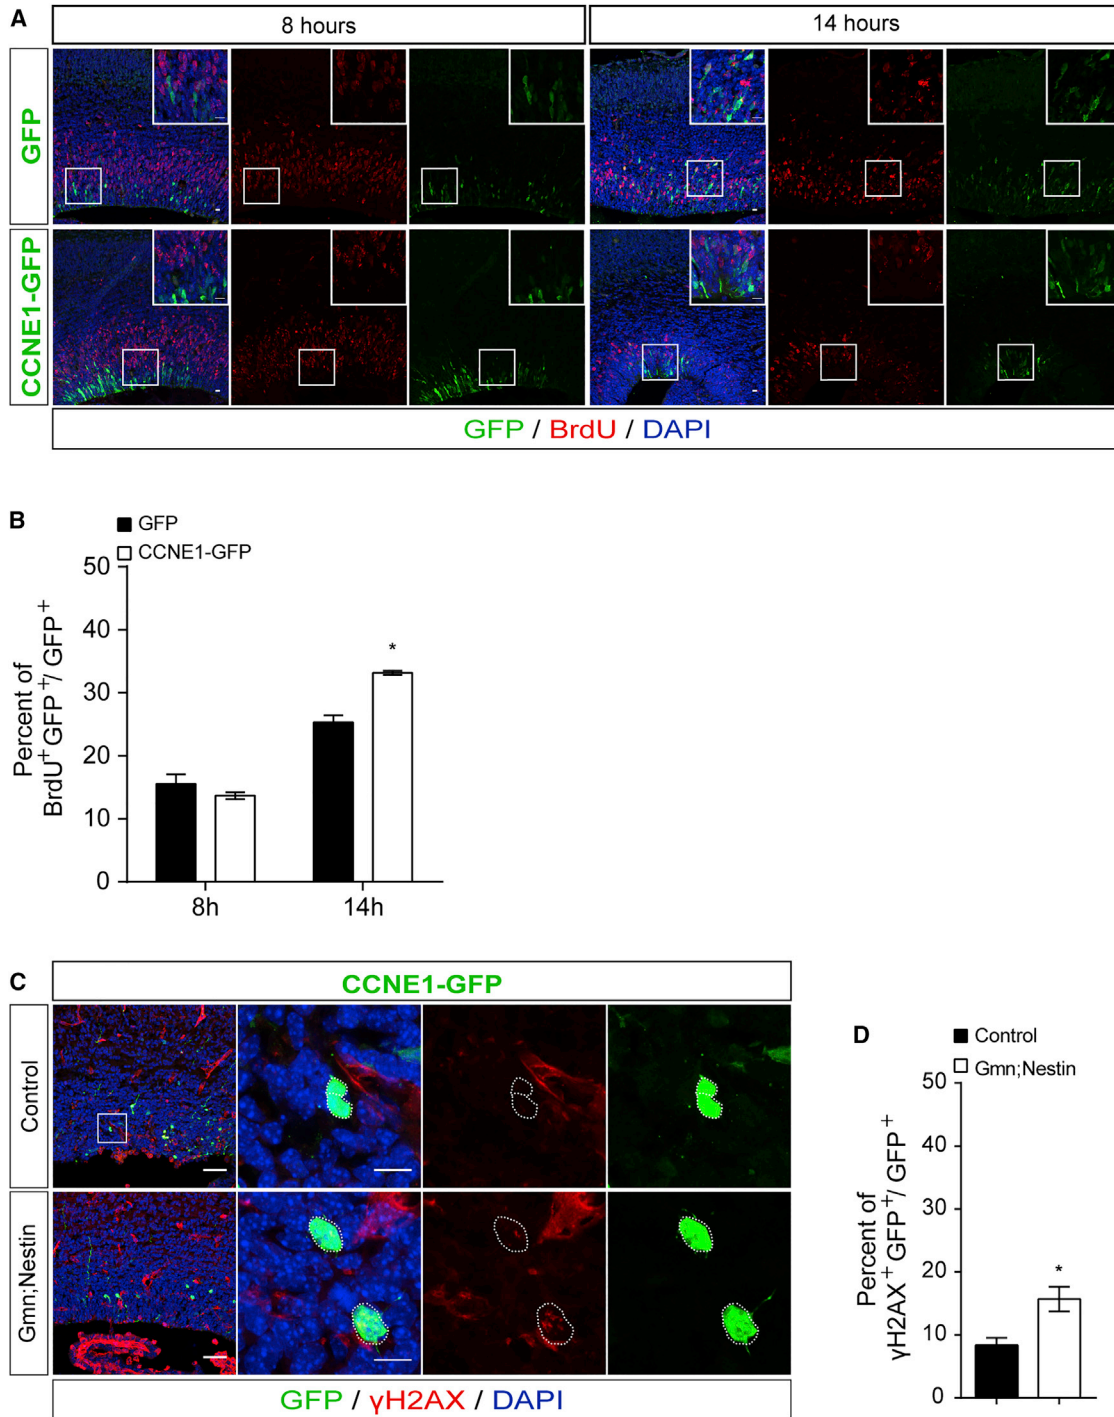 A
8 hours
14 hours
GFP
CCNE1-GFP
GFP / BrdU / DAPI
B
GFP
CCNE1-GFP
Percent of
BrdU⁺GFP⁺/ GFP⁺
50
40
30
20
10
0
*
8h
14h
C
CCNE1-GFP
Control
Gmn;Nestin
GFP / γH2AX / DAPI
D
Control
Gmn;Nestin
Percent of
γH2AX⁺GFP⁺/ GFP⁺
50
40
30
20
10
0
*